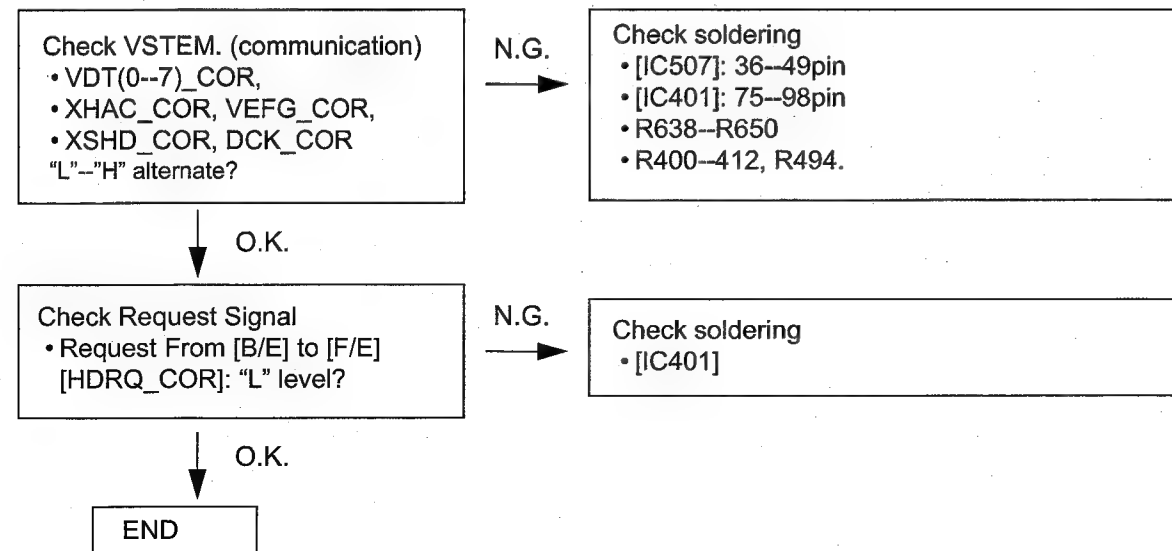 Check VSTEM. (communication)
• VDT(0--7)_COR,
• XHAC_COR, VEFG_COR,
• XSHD_COR, DCK_COR
“L”--”H” alternate?
N.G.
Check soldering
• [IC507]: 36--49pin
• [IC401]: 75--98pin
• R638--R650
• R400--412, R494.
O.K.
Check Request Signal
• Request From [B/E] to [F/E]
[HDRQ_COR]: “L” level?
N.G.
Check soldering
• [IC401]
O.K.
END